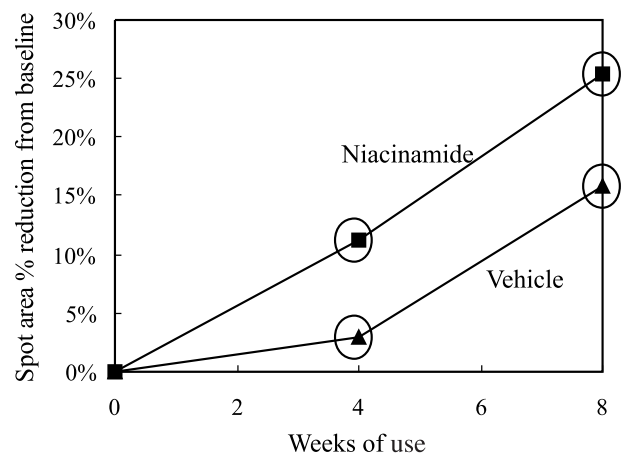 Spot area % reduction from baseline
30%
25%
20%
15%
10%
5%
0%
Niacinamide
Vehicle
0 2 4 6 8
Weeks of use